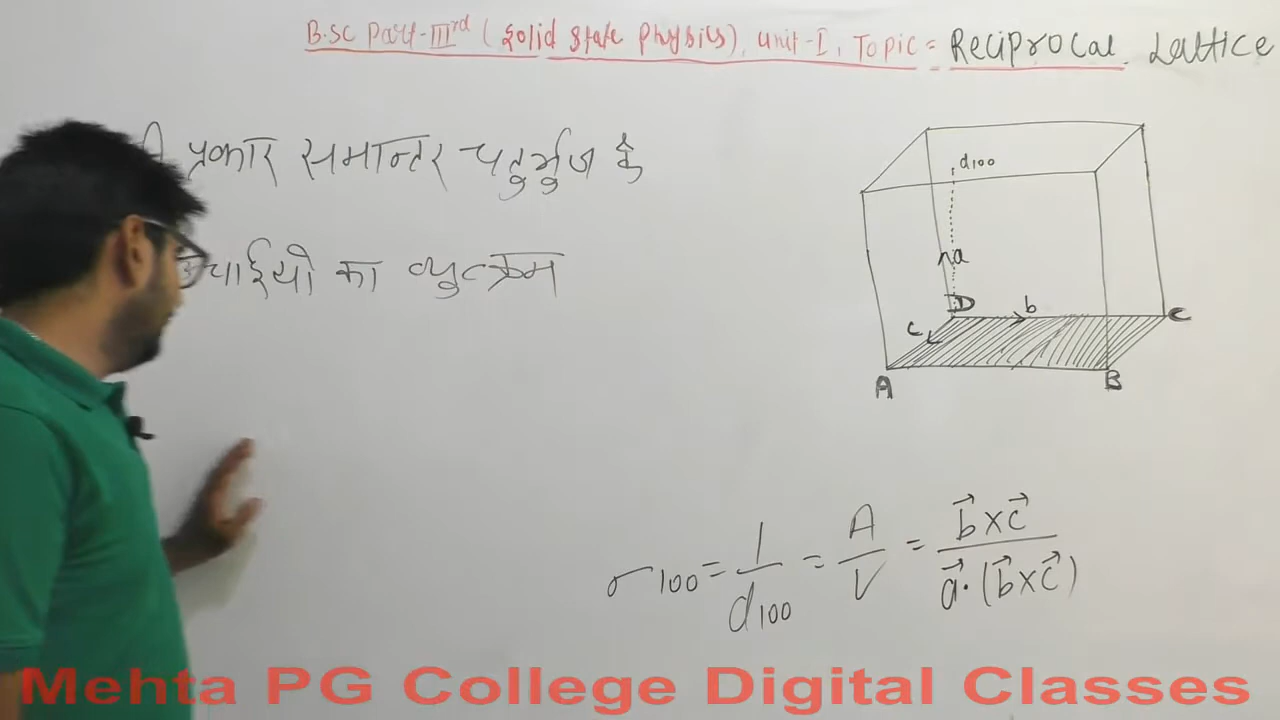 B.SC Part-IIIrd (Solid State Physics), Unit-I, Topic = Reciprocal Lattice
प्रकार समान्तर चतुर्भुज के
का व्युत्क्रम
d100
a
D
b
c
C
A
B
σ100 = 1/d100 = A/V = b⃗×c⃗ / a⃗·(b⃗×c⃗)
Mehta PG College Digital Classes